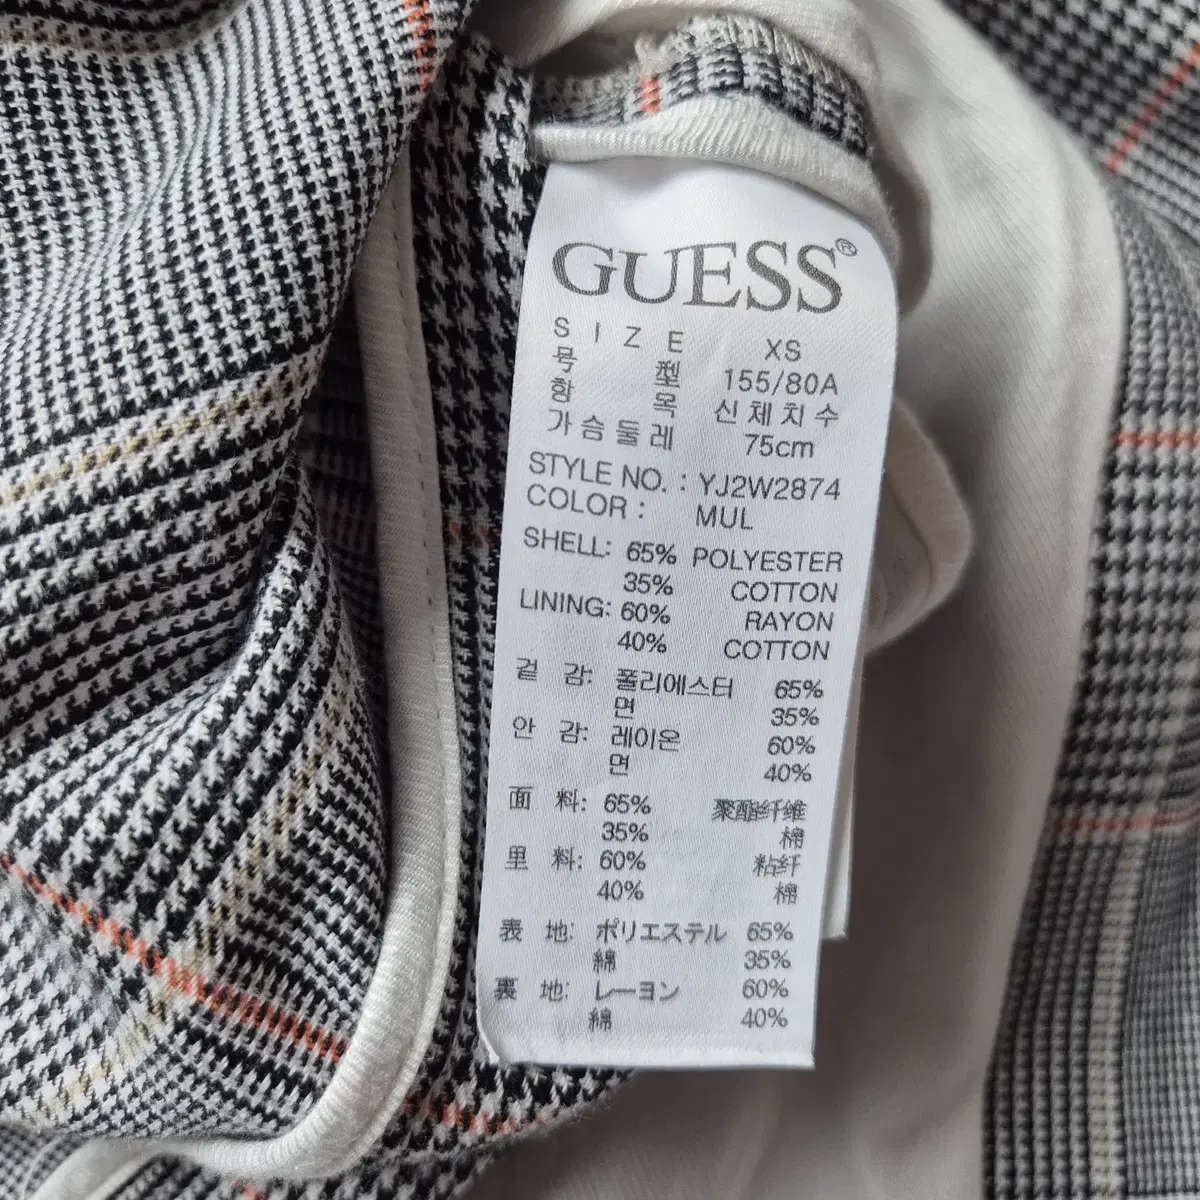 GUESS®
SIZE XS
号型 155/80A
항목 신체치수
가슴둘레 75cm
STYLE NO. : YJ2W2874
COLOR : MUL
SHELL: 65% POLYESTER
35% COTTON
LINING: 60% RAYON
40% COTTON
겉감: 폴리에스터 65%
면 35%
안감: 레이온 60%
면 40%
面料: 65% 聚酯纤维
35% 棉
里料: 60% 粘纤
40% 棉
表地: ポリエステル 65%
綿 35%
裏地: レーヨン 60%
綿 40%